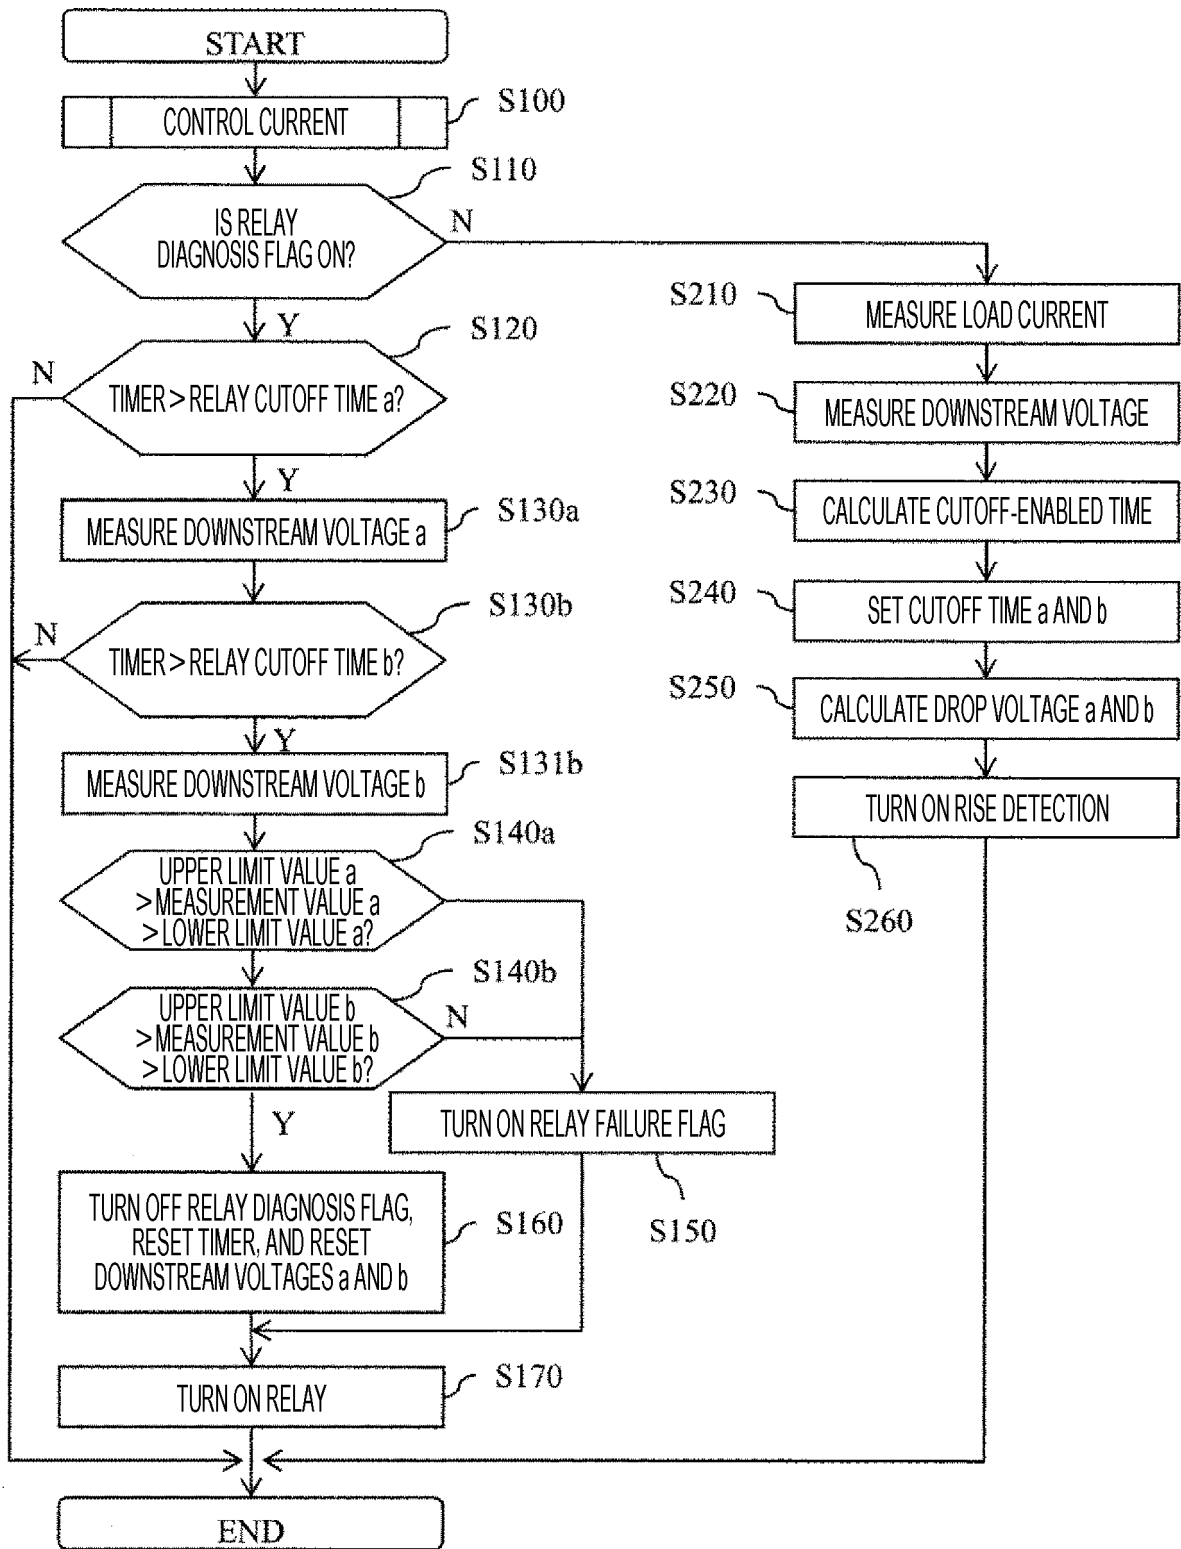 START
CONTROL CURRENT
S100
S110
IS RELAY
DIAGNOSIS FLAG ON?
N
Y
S120
N
TIMER > RELAY CUTOFF TIME a?
Y
S130a
MEASURE DOWNSTREAM VOLTAGE a
S130b
N
TIMER > RELAY CUTOFF TIME b?
Y
S131b
MEASURE DOWNSTREAM VOLTAGE b
S140a
UPPER LIMIT VALUE a
> MEASUREMENT VALUE a
> LOWER LIMIT VALUE a?
S140b
UPPER LIMIT VALUE b
> MEASUREMENT VALUE b
> LOWER LIMIT VALUE b?
N
Y
TURN ON RELAY FAILURE FLAG
S150
TURN OFF RELAY DIAGNOSIS FLAG,
RESET TIMER, AND RESET
DOWNSTREAM VOLTAGES a AND b
S160
S170
TURN ON RELAY
END
S210
MEASURE LOAD CURRENT
S220
MEASURE DOWNSTREAM VOLTAGE
S230
CALCULATE CUTOFF-ENABLED TIME
S240
SET CUTOFF TIME a AND b
S250
CALCULATE DROP VOLTAGE a AND b
TURN ON RISE DETECTION
S260